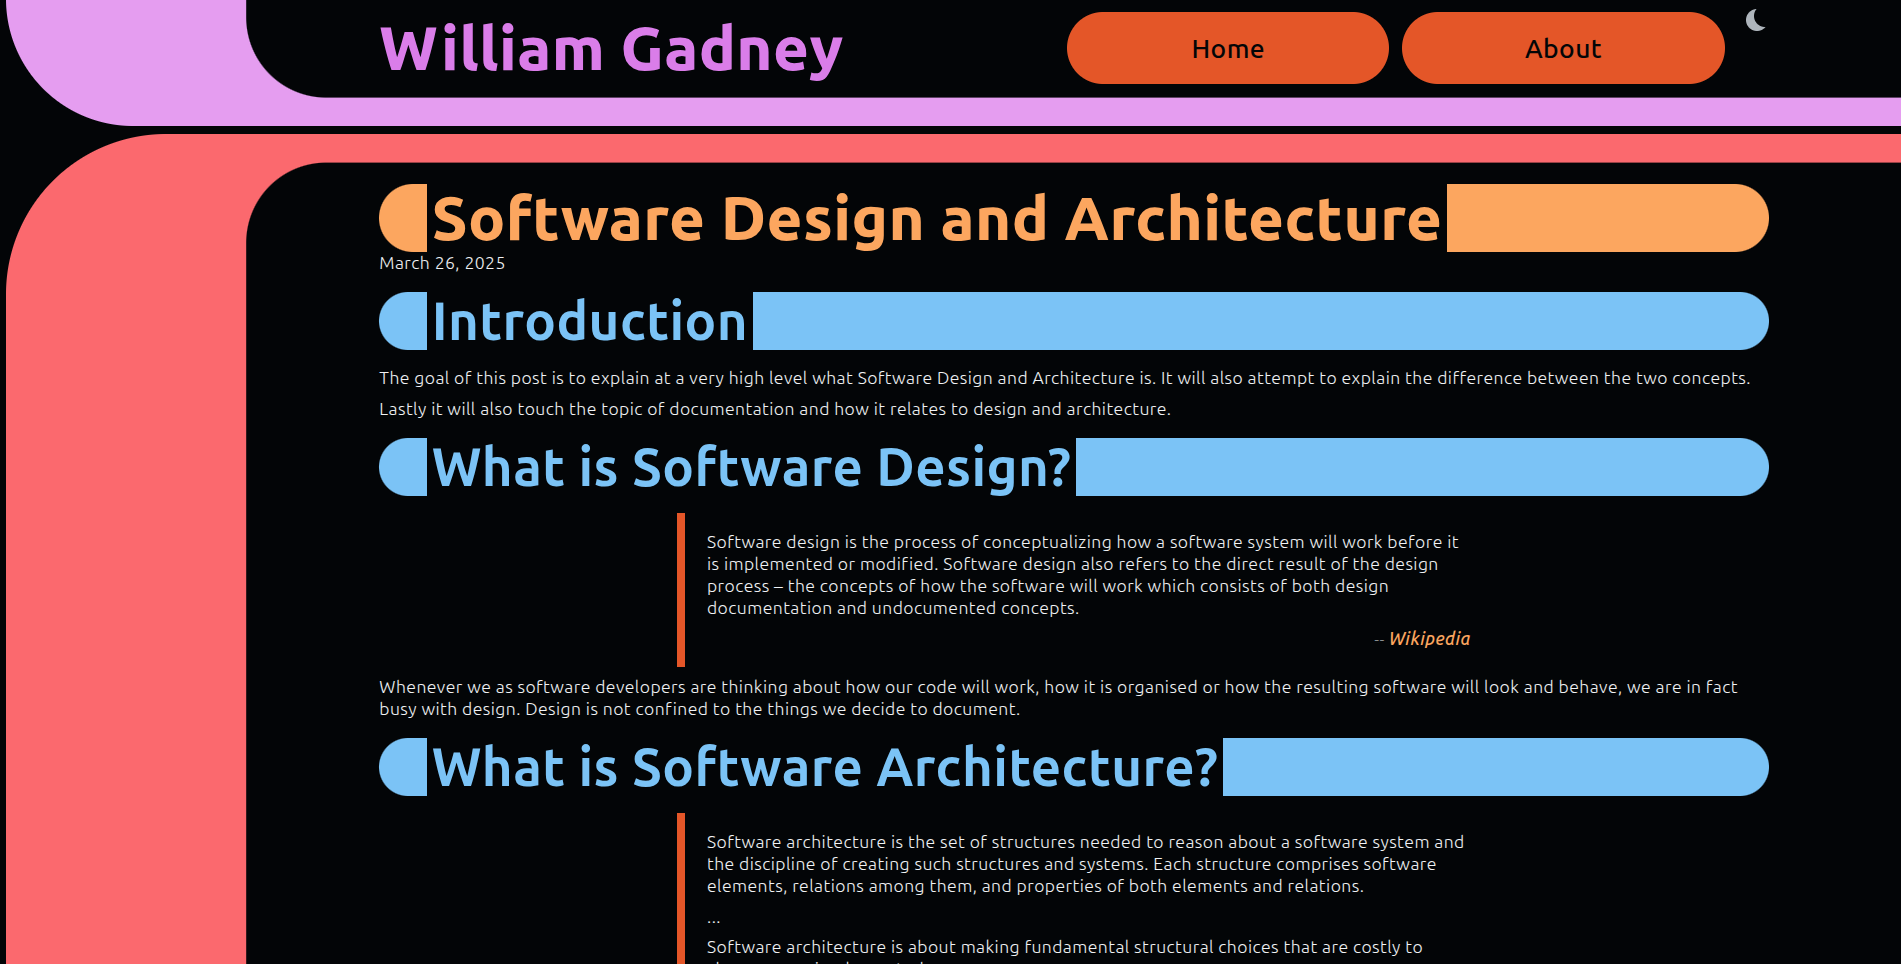 William Gadney
Home
About
Software Design and Architecture
March 26, 2025
Introduction
The goal of this post is to explain at a very high level what Software Design and Architecture is. It will also attempt to explain the difference between the two concepts.
Lastly it will also touch the topic of documentation and how it relates to design and architecture.
What is Software Design?
Software design is the process of conceptualizing how a software system will work before it
is implemented or modified. Software design also refers to the direct result of the design
process – the concepts of how the software will work which consists of both design
documentation and undocumented concepts.
-- Wikipedia
Whenever we as software developers are thinking about how our code will work, how it is organised or how the resulting software will look and behave, we are in fact
busy with design. Design is not confined to the things we decide to document.
What is Software Architecture?
Software architecture is the set of structures needed to reason about a software system and
the discipline of creating such structures and systems. Each structure comprises software
elements, relations among them, and properties of both elements and relations.
...
Software architecture is about making fundamental structural choices that are costly to